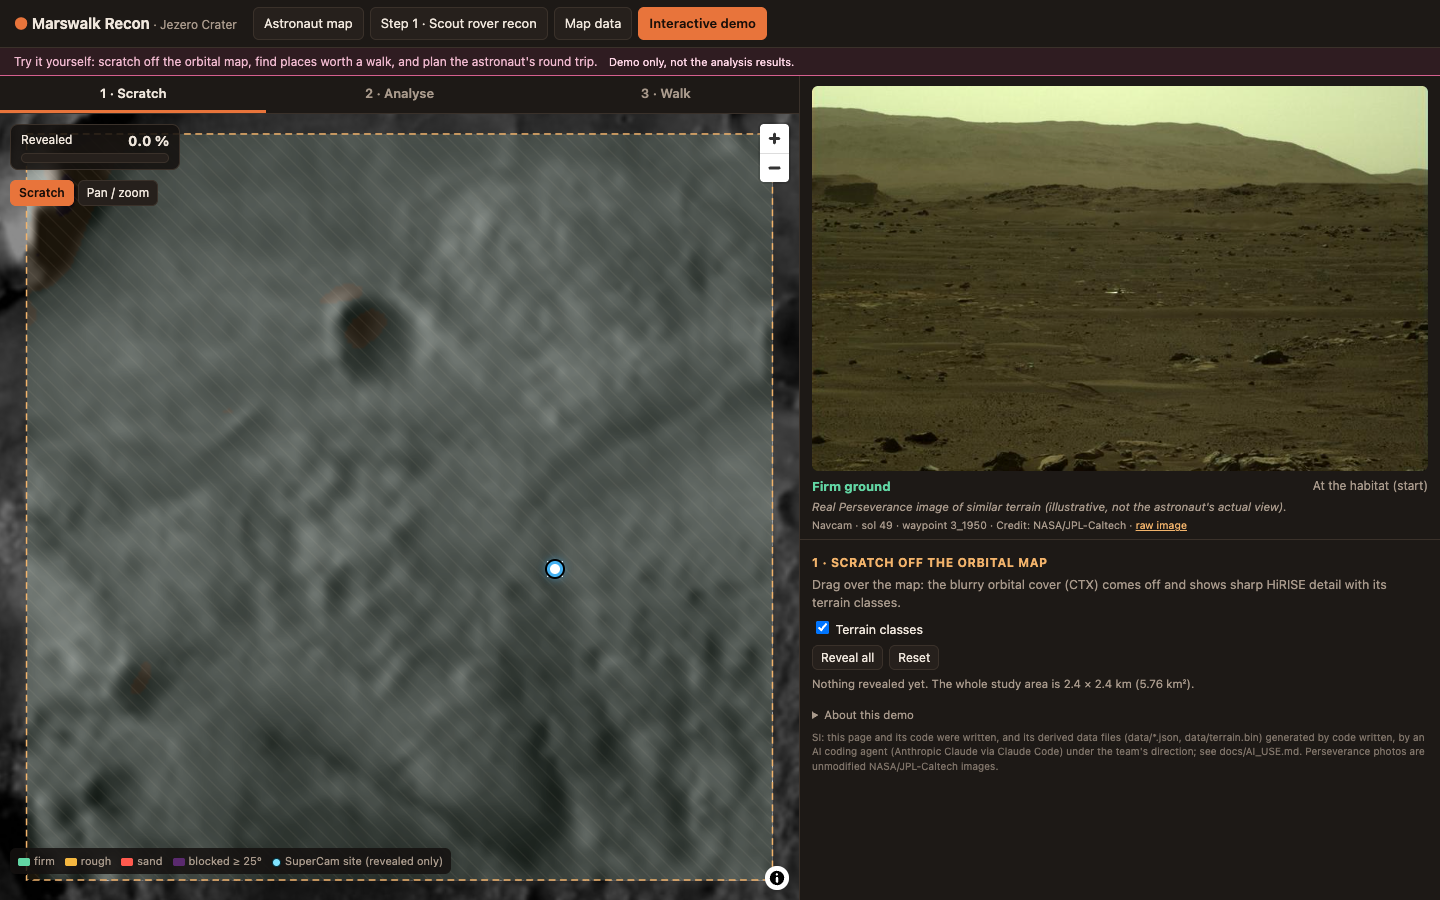 Marswalk Recon · Jezero Crater
Astronaut map
Step 1 · Scout rover recon
Map data
Interactive demo
Try it yourself: scratch off the orbital map, find places worth a walk, and plan the astronaut's round trip. Demo only, not the analysis results.
1 · Scratch
2 · Analyse
3 · Walk
Revealed 0.0 %
Scratch
Pan / zoom
+
−
firm
rough
sand
blocked ≥ 25°
SuperCam site (revealed only)
Firm ground
At the habitat (start)
Real Perseverance image of similar terrain (illustrative, not the astronaut's actual view).
Navcam · sol 49 · waypoint 3_1950 · Credit: NASA/JPL-Caltech · raw image
1 · SCRATCH OFF THE ORBITAL MAP
Drag over the map: the blurry orbital cover (CTX) comes off and shows sharp HiRISE detail with its
terrain classes.
Terrain classes
Reveal all
Reset
Nothing revealed yet. The whole study area is 2.4 × 2.4 km (5.76 km²).
About this demo
SI: this page and its code were written, and its derived data files (data/*.json, data/terrain.bin) generated by code written, by an
AI coding agent (Anthropic Claude via Claude Code) under the team's direction; see docs/AI_USE.md. Perseverance photos are
unmodified NASA/JPL-Caltech images.